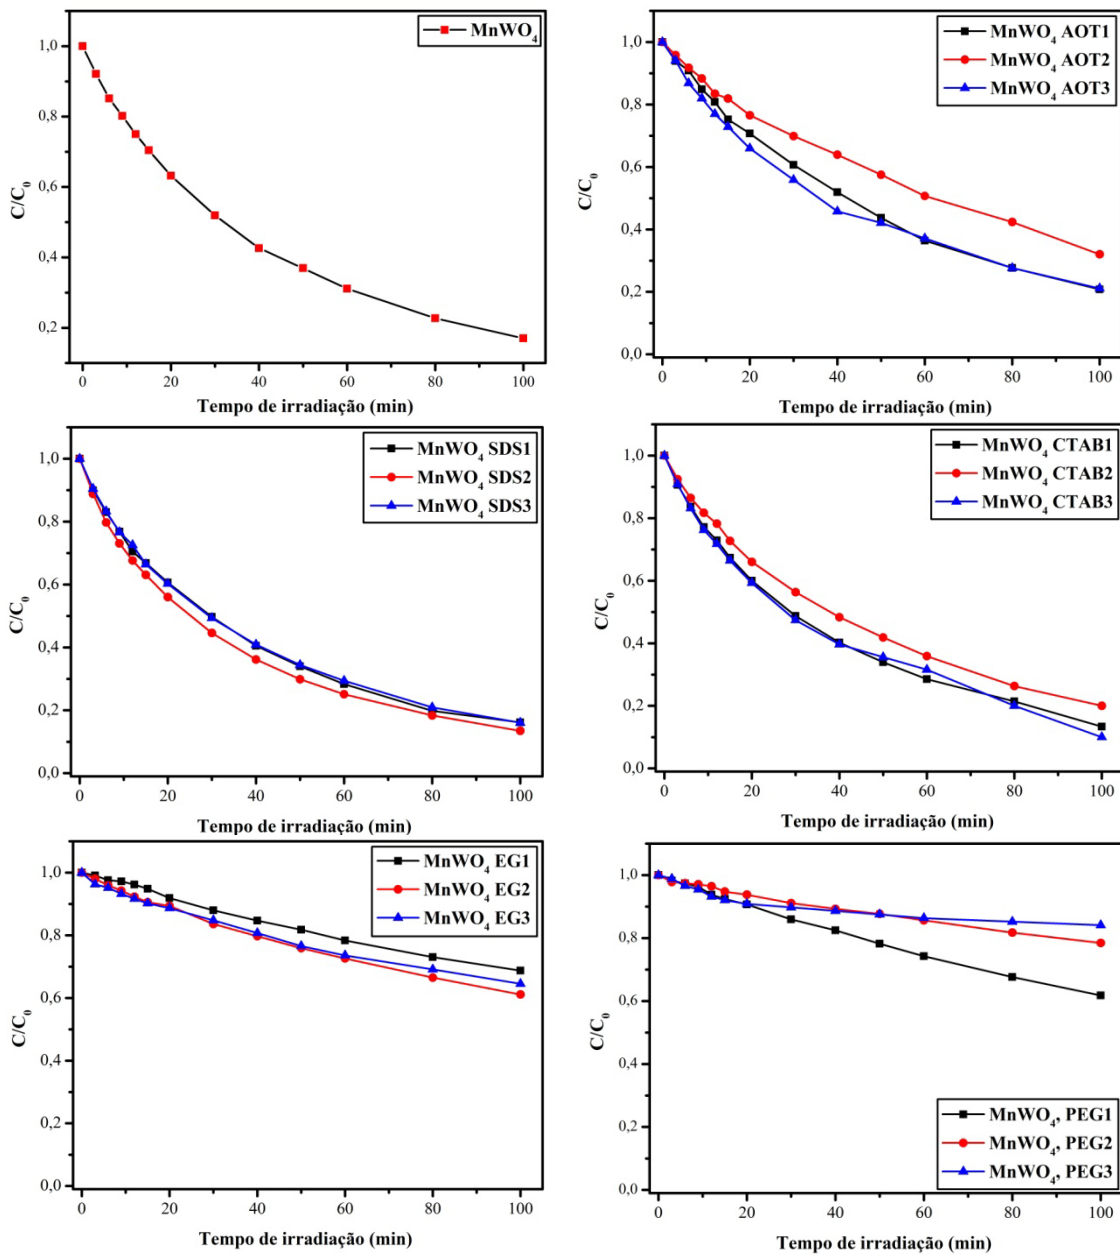 MnWO₄
C/C₀
1,0
0,8
0,6
0,4
0,2
0 20 40 60 80 100
Tempo de irradiação (min)
MnWO₄ AOT1
MnWO₄ AOT2
MnWO₄ AOT3
C/C₀
1,0
0,8
0,6
0,4
0,2
0,0
0 20 40 60 80 100
Tempo de irradiação (min)
MnWO₄ SDS1
MnWO₄ SDS2
MnWO₄ SDS3
C/C₀
1,0
0,8
0,6
0,4
0,2
0,0
0 20 40 60 80 100
Tempo de irradiação (min)
MnWO₄ CTAB1
MnWO₄ CTAB2
MnWO₄ CTAB3
C/C₀
1,0
0,8
0,6
0,4
0,2
0,0
0 20 40 60 80 100
Tempo de irradiação (min)
MnWO₄ EG1
MnWO₄ EG2
MnWO₄ EG3
C/C₀
1,0
0,8
0,6
0,4
0,2
0,0
0 20 40 60 80 100
Tempo de irradiação (min)
C/C₀
1,0
0,8
0,6
0,4
0,2
0,0
MnWO₄, PEG1
MnWO₄, PEG2
MnWO₄, PEG3
0 20 40 60 80 100
Tempo de irradiação (min)